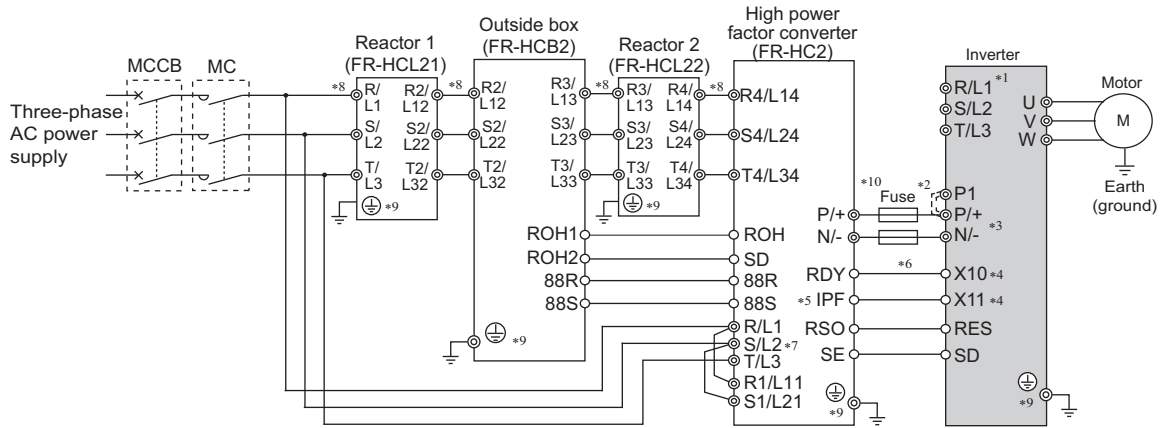 High power
factor converter
(FR-HC2)
Outside box
(FR-HCB2)
Reactor 1
(FR-HCL21)
Reactor 2
(FR-HCL22)
Inverter
MCCB
MC
Motor
Three-phase
AC power
supply
*8
R/
L1
R2/
L12
*8
R2/
L12
R3/
L13
*8
R3/
L13
R4/
L14
*8
R4/L14
S/
L2
S2/
L22
S2/
L22
S3/
L23
S3/
L23
S4/
L24
S4/L24
T/
L3
T2/
L32
T2/
L32
T3/
L33
T3/
L33
T4/
L34
T4/L34
*9
*9
R/L1 *1
S/L2
T/L3
U
V
W
M
Earth
(ground)
*10
Fuse
*2
P1
P/+
P/+
*3
N/-
N/-
ROH1
ROH
ROH2
SD
88R
88R
88S
88S
RDY
*6
X10 *4
*5 IPF
X11 *4
RSO
RES
SE
SD
*9
R/L1
S/L2 *7
T/L3
R1/L11
S1/L21
*9
*9